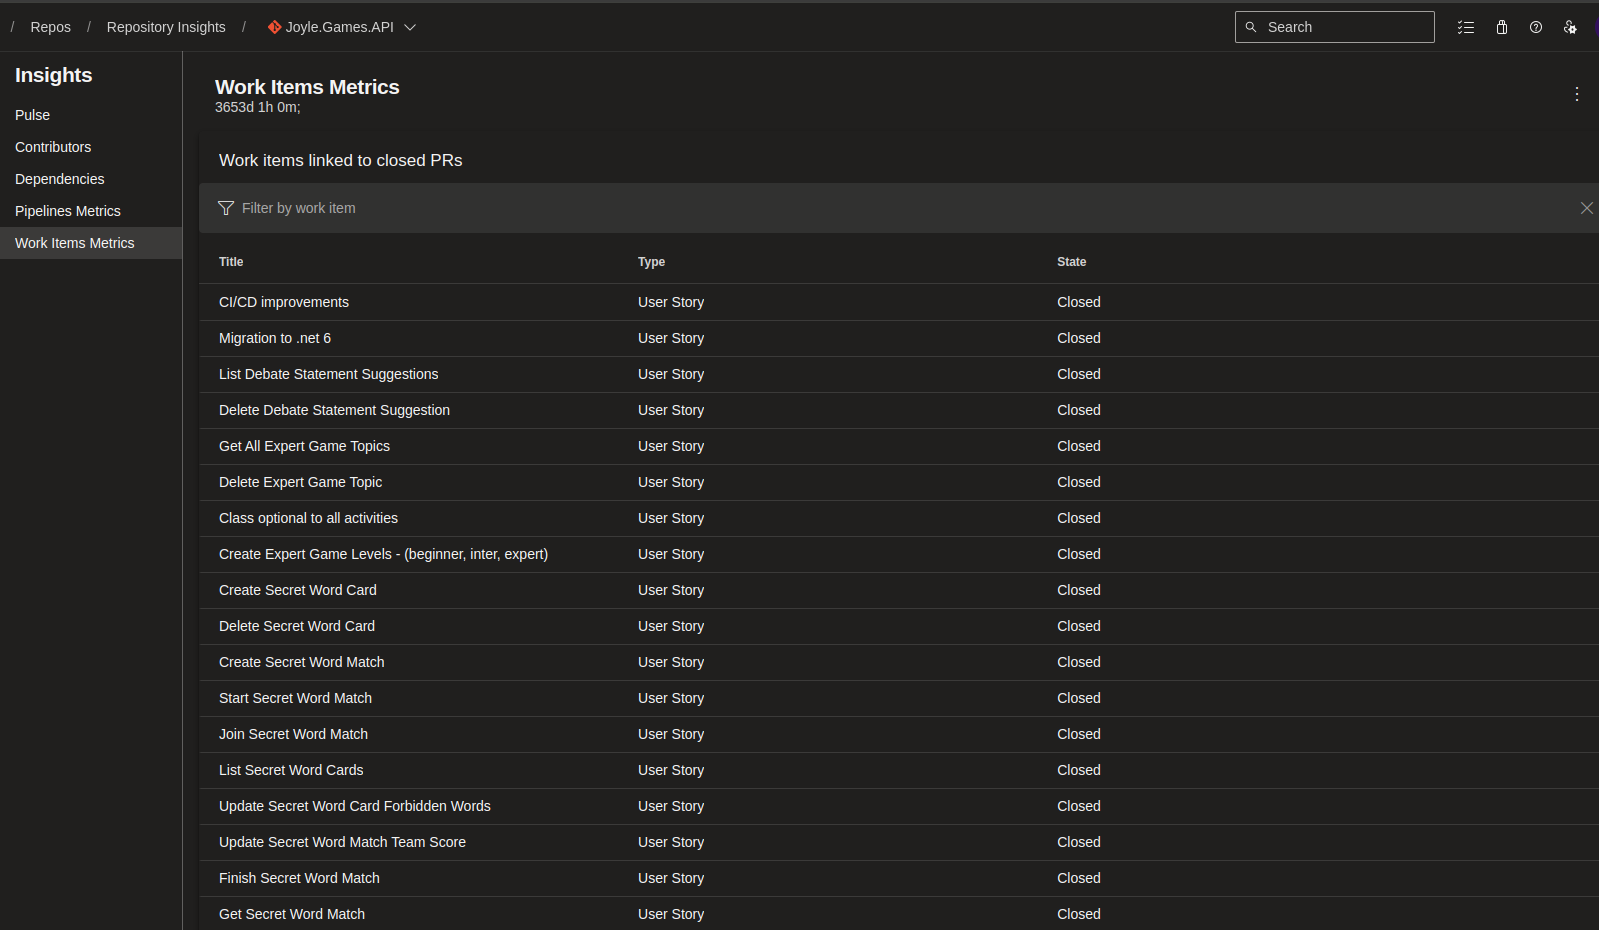 / Repos / Repository Insights / Joyle.Games.API
Search
Insights
Pulse
Contributors
Dependencies
Pipelines Metrics
Work Items Metrics
Work Items Metrics
3653d 1h 0m;
Work items linked to closed PRs
Filter by work item
Title Type State
CI/CD improvements User Story Closed
Migration to .net 6 User Story Closed
List Debate Statement Suggestions User Story Closed
Delete Debate Statement Suggestion User Story Closed
Get All Expert Game Topics User Story Closed
Delete Expert Game Topic User Story Closed
Class optional to all activities User Story Closed
Create Expert Game Levels - (beginner, inter, expert) User Story Closed
Create Secret Word Card User Story Closed
Delete Secret Word Card User Story Closed
Create Secret Word Match User Story Closed
Start Secret Word Match User Story Closed
Join Secret Word Match User Story Closed
List Secret Word Cards User Story Closed
Update Secret Word Card Forbidden Words User Story Closed
Update Secret Word Match Team Score User Story Closed
Finish Secret Word Match User Story Closed
Get Secret Word Match User Story Closed